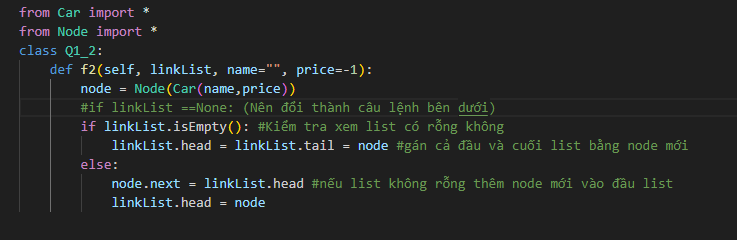 from Car import *
from Node import *
class Q1_2:
    def f2(self, linkList, name="", price=-1):
        node = Node(Car(name,price))
        #if linkList ==None: (Nên đổi thành câu lệnh bên dưới)
        if linkList.isEmpty(): #Kiểm tra xem list có rỗng không
            linkList.head = linkList.tail = node #gán cả đầu và cuối list bằng node mới
        else:
            node.next = linkList.head #nếu list không rỗng thêm node mới vào đầu list
            linkList.head = node